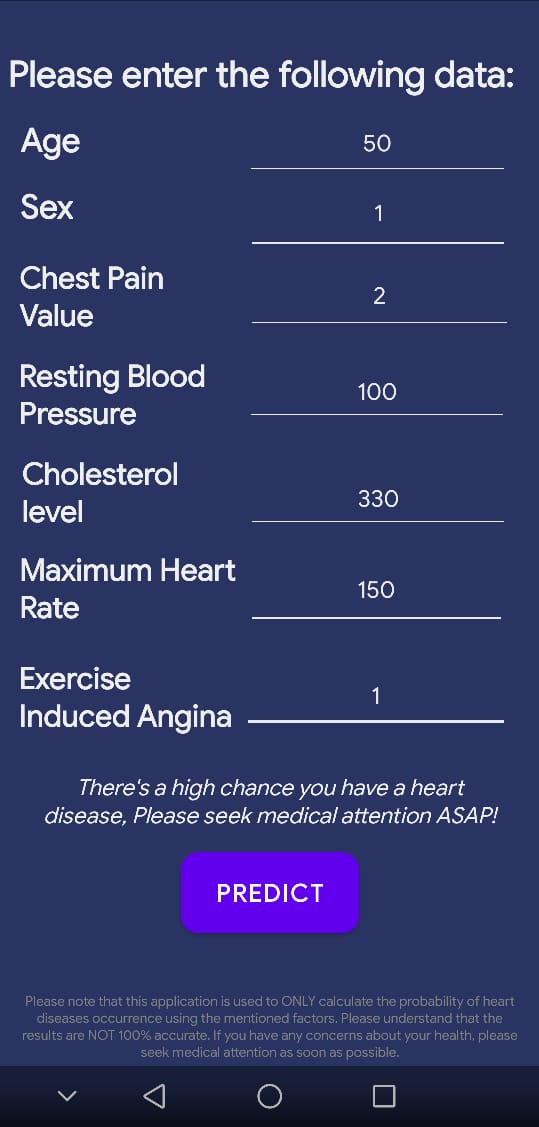 Please enter the following data:
Age
50
Sex
1
Chest Pain
Value
2
Resting Blood
Pressure
100
Cholesterol
level
330
Maximum Heart
Rate
150
Exercise
Induced Angina
1
There's a high chance you have a heart
disease, Please seek medical attention ASAP!
PREDICT
Please note that this application is used to ONLY calculate the probability of heart
diseases occurrence using the mentioned factors. Please understand that the
results are NOT 100% accurate. If you have any concerns about your health, please
seek medical attention as soon as possible.